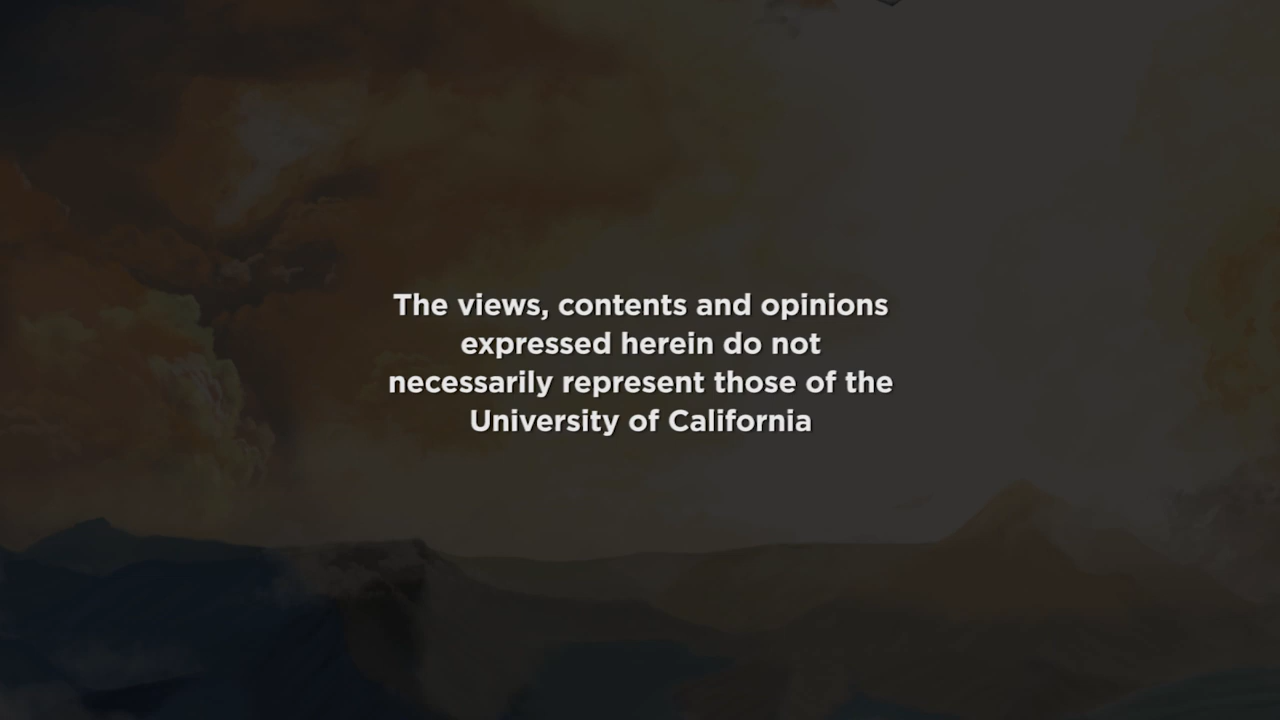 The views, contents and opinions
expressed herein do not
necessarily represent those of the
University of California